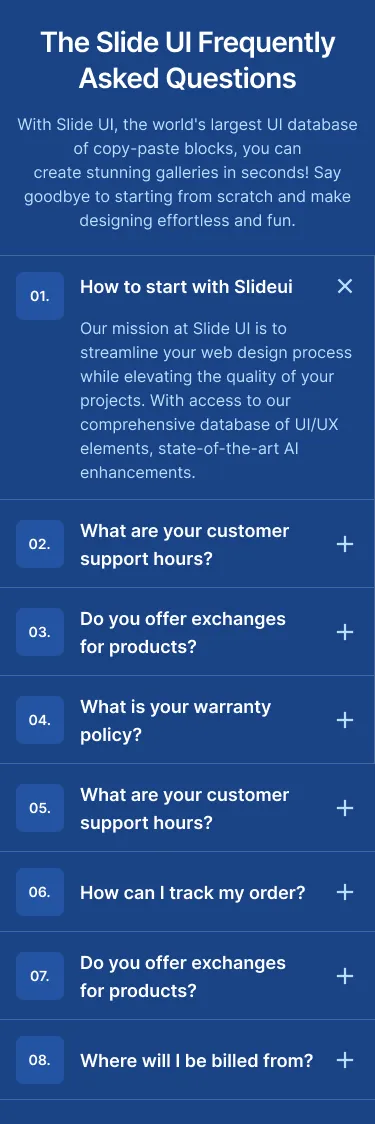 The Slide UI Frequently
Asked Questions
With Slide UI, the world's largest UI database
of copy-paste blocks, you can
create stunning galleries in seconds! Say
goodbye to starting from scratch and make
designing effortless and fun.
01.
How to start with Slideui
Our mission at Slide UI is to
streamline your web design process
while elevating the quality of your
projects. With access to our
comprehensive database of UI/UX
elements, state-of-the-art AI
enhancements.
02.
What are your customer
support hours?
03.
Do you offer exchanges
for products?
04.
What is your warranty
policy?
05.
What are your customer
support hours?
06.
How can I track my order?
07.
Do you offer exchanges
for products?
08.
Where will I be billed from?